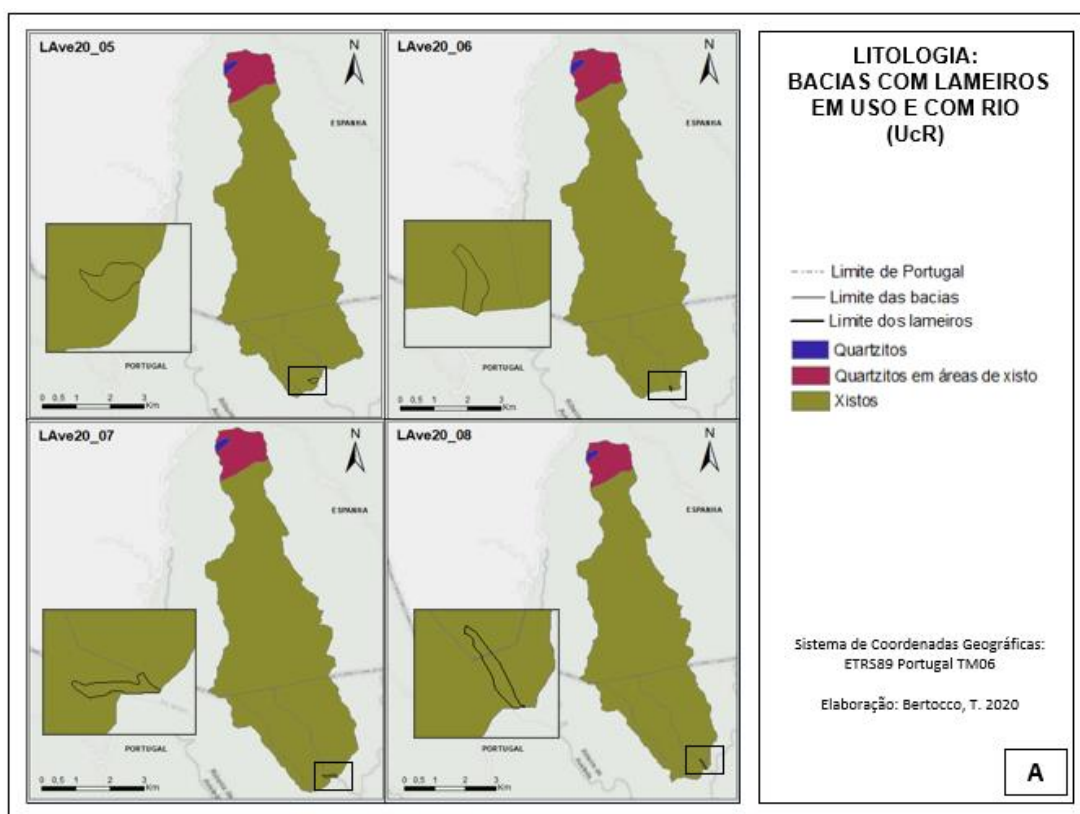 LAve20_05
N
ESPANHA
PORTUGAL
0 0,5 1 2 3
Km
LAve20_06
N
ESPANHA
PORTUGAL
0 0,5 1 2 3
Km
LAve20_07
N
ESPANHA
PORTUGAL
0 0,5 1 2 3
Km
LAve20_08
N
ESPANHA
PORTUGAL
0 0,5 1 2 3
Km
LITOLOGIA:
BACIAS COM LAMEIROS
EM USO E COM RIO
(UcR)
Limite de Portugal
Limite das bacias
Limite dos lameiros
Quartzitos
Quartzitos em áreas de xisto
Xistos
Sistema de Coordenadas Geográficas:
ETRS89 Portugal TM06
Elaboração: Bertocco, T. 2020
A